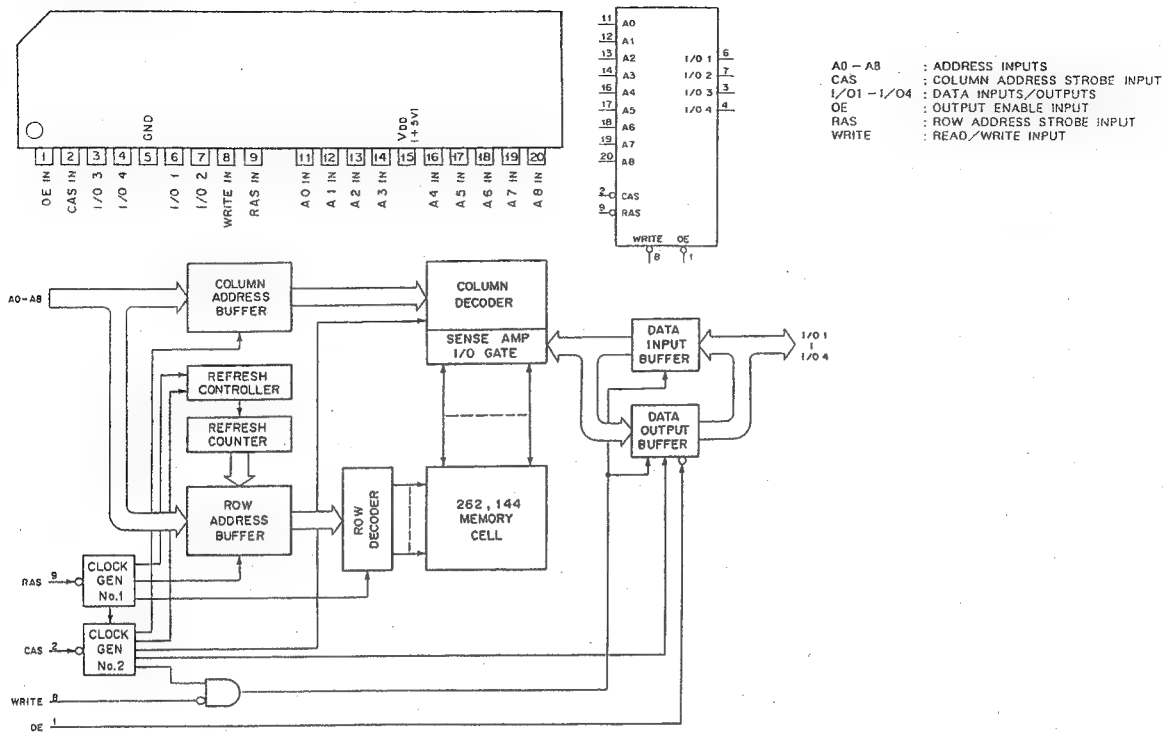 GND
VDD
(+5V)
1 2 3 4 5 6 7 8 9 11 12 13 14 15 16 17 18 19 20
OE IN
CAS IN
I/O 3
I/O 4
I/O 1
I/O 2
WRITE IN
RAS IN
A0 IN
A1 IN
A2 IN
A3 IN
A4 IN
A5 IN
A6 IN
A7 IN
A8 IN
11 A0
12 A1
13 A2
14 A3
16 A4
17 A5
18 A6
19 A7
20 A8
2 CAS
9 RAS
I/O 1 6
I/O 2 7
I/O 3 3
I/O 4 4
WRITE OE
8 1
A0 - A8 : ADDRESS INPUTS
CAS : COLUMN ADDRESS STROBE INPUT
I/O1 - I/O4 : DATA INPUTS/OUTPUTS
OE : OUTPUT ENABLE INPUT
RAS : ROW ADDRESS STROBE INPUT
WRITE : READ/WRITE INPUT
A0-A8
COLUMN
ADDRESS
BUFFER
COLUMN
DECODER
SENSE AMP
I/O GATE
DATA
INPUT
BUFFER
I/O 1
I
I/O 4
REFRESH
CONTROLLER
REFRESH
COUNTER
DATA
OUTPUT
BUFFER
ROW
ADDRESS
BUFFER
ROW
DECODER
262,144
MEMORY
CELL
RAS 9
CLOCK
GEN
No.1
CAS 2
CLOCK
GEN
No.2
WRITE 8
OE 1